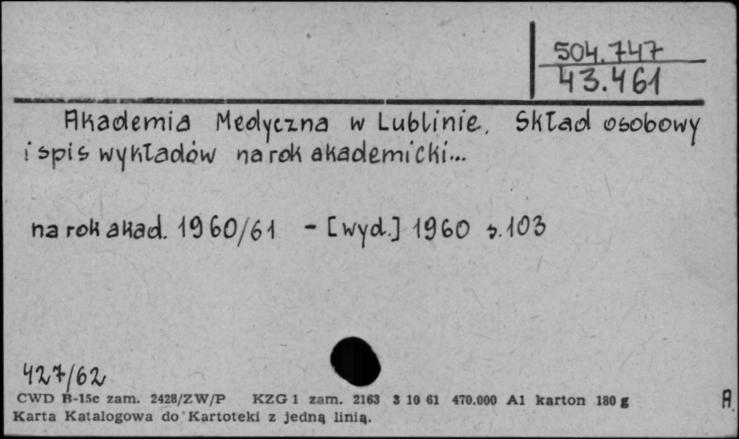 504.747
43.461
Akademia Medyczna w Lublinie. Skład osobowy
i spis wykładów na rok akademicki...
na rok akad. 1960/61 - [wyd.] 1960 s.103
427/62
CWD B-15c zam. 2428/ZW/P KZG 1 zam. 2163 3 10 61 470.000 A1 karton 180 g
A
Karta Katalogowa do Kartoteki z jedną linią.